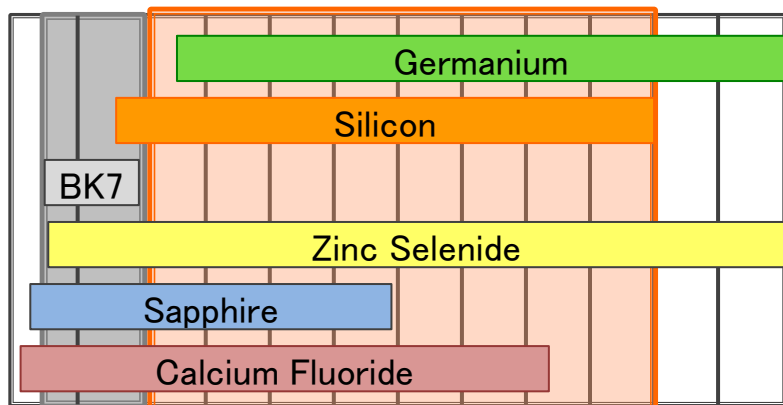 Germanium
Silicon
BK7
Zinc Selenide
Sapphire
Calcium Fluoride